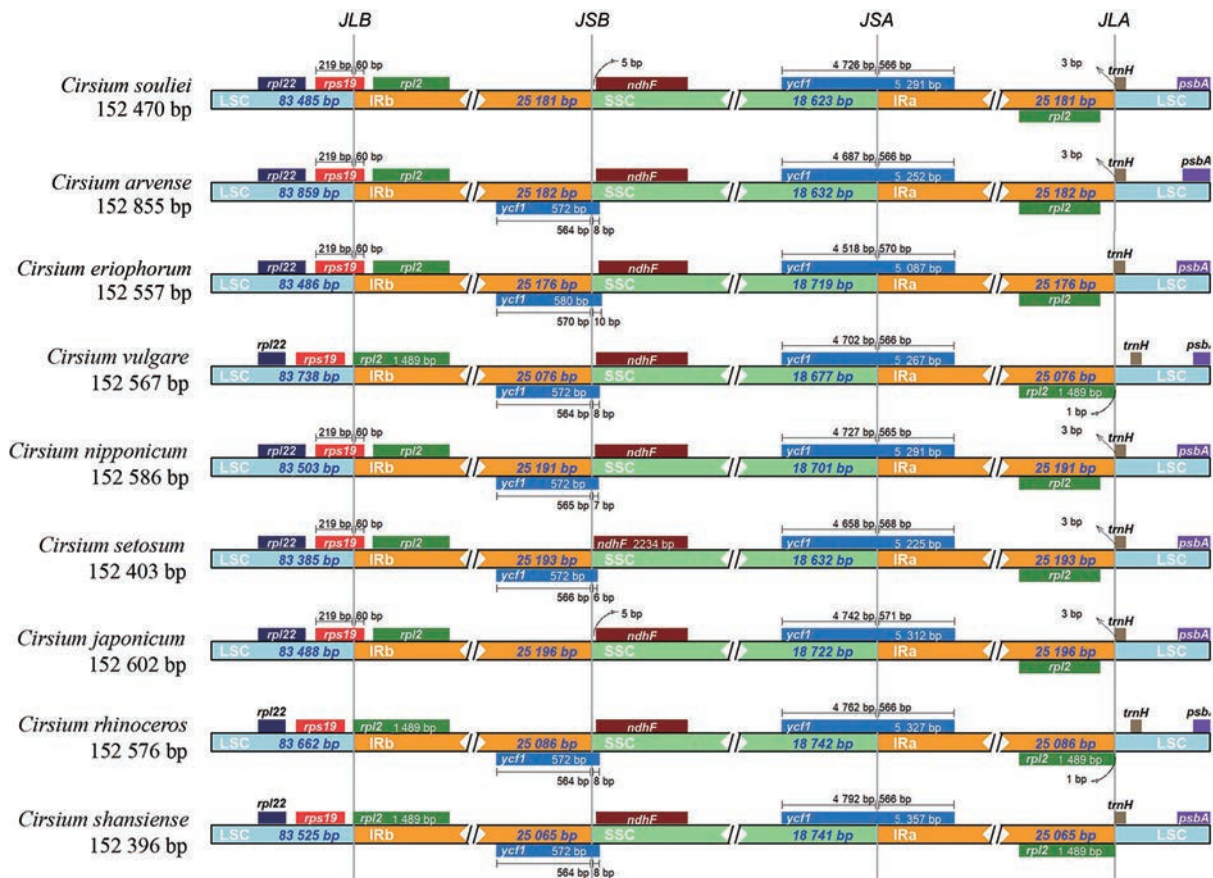 JLB JSB JSA JLA
219 bp 60 bp 5 bp 4 726 bp 566 bp 3 bp trnH
Cirsium souliei rpl22 rps19 rpl2 ndhF ycf1 5 291 bp psbA
152 470 bp LSC 83 485 bp IRb 25 181 bp SSC 18 623 bp IRa 25 181 bp LSC
rpl2
219 bp 60 bp 4 687 bp 566 bp 3 bp trnH psbA
Cirsium arvense rpl22 rps19 rpl2 ndhF ycf1 5 252 bp
152 855 bp LSC 83 859 bp IRb 25 182 bp SSC 18 632 bp IRa 25 182 bp LSC
ycf1 572 bp rpl2
564 bp 8 bp
219 bp 60 bp 4 518 bp 570 bp trnH
Cirsium eriophorum rpl22 rps19 rpl2 ndhF ycf1 5 087 bp psbA
152 557 bp LSC 83 486 bp IRb 25 176 bp SSC 18 719 bp IRa 25 176 bp LSC
ycf1 580 bp rpl2
570 bp 10 bp
rpl22 4 702 bp 566 bp trnH psb.
Cirsium vulgare rps19 rpl2 1 489 bp ndhF ycf1 5 267 bp
152 567 bp LSC 83 738 bp IRb 25 076 bp SSC 18 677 bp IRa 25 076 bp LSC
ycf1 572 bp rpl2 1 489 bp
564 bp 8 bp 1 bp
219 bp 60 bp 4 727 bp 565 bp 3 bp trnH
Cirsium nipponicum rpl22 rps19 rpl2 ndhF ycf1 5 291 bp psbA
152 586 bp LSC 83 503 bp IRb 25 191 bp SSC 18 701 bp IRa 25 191 bp LSC
ycf1 572 bp rpl2
565 bp 7 bp
219 bp 60 bp 4 658 bp 568 bp 3 bp trnH
Cirsium setosum rpl22 rps19 rpl2 ndhF 2234 bp ycf1 5 225 bp psbA
152 403 bp LSC 83 385 bp IRb 25 193 bp SSC 18 632 bp IRa 25 193 bp LSC
ycf1 572 bp rpl2
566 bp 6 bp
219 bp 60 bp 5 bp 4 742 bp 571 bp 3 bp trnH
Cirsium japonicum rpl22 rps19 rpl2 ndhF ycf1 5 312 bp psbA
152 602 bp LSC 83 488 bp IRb 25 196 bp SSC 18 722 bp IRa 25 196 bp LSC
rpl2
rpl22 4 762 bp 566 bp trnH psb.
Cirsium rhinoceros rps19 rpl2 1 489 bp ndhF ycf1 5 327 bp
152 576 bp LSC 83 662 bp IRb 25 086 bp SSC 18 742 bp IRa 25 086 bp LSC
ycf1 572 bp rpl2 1 489 bp
564 bp 8 bp 1 bp
rpl22 4 792 bp 566 bp trnH
Cirsium shansiense rps19 rpl2 1 489 bp ndhF ycf1 5 357 bp psbA
152 396 bp LSC 83 525 bp IRb 25 065 bp SSC 18 741 bp IRa 25 065 bp LSC
ycf1 572 bp rpl2 1 489 bp
564 bp 8 bp